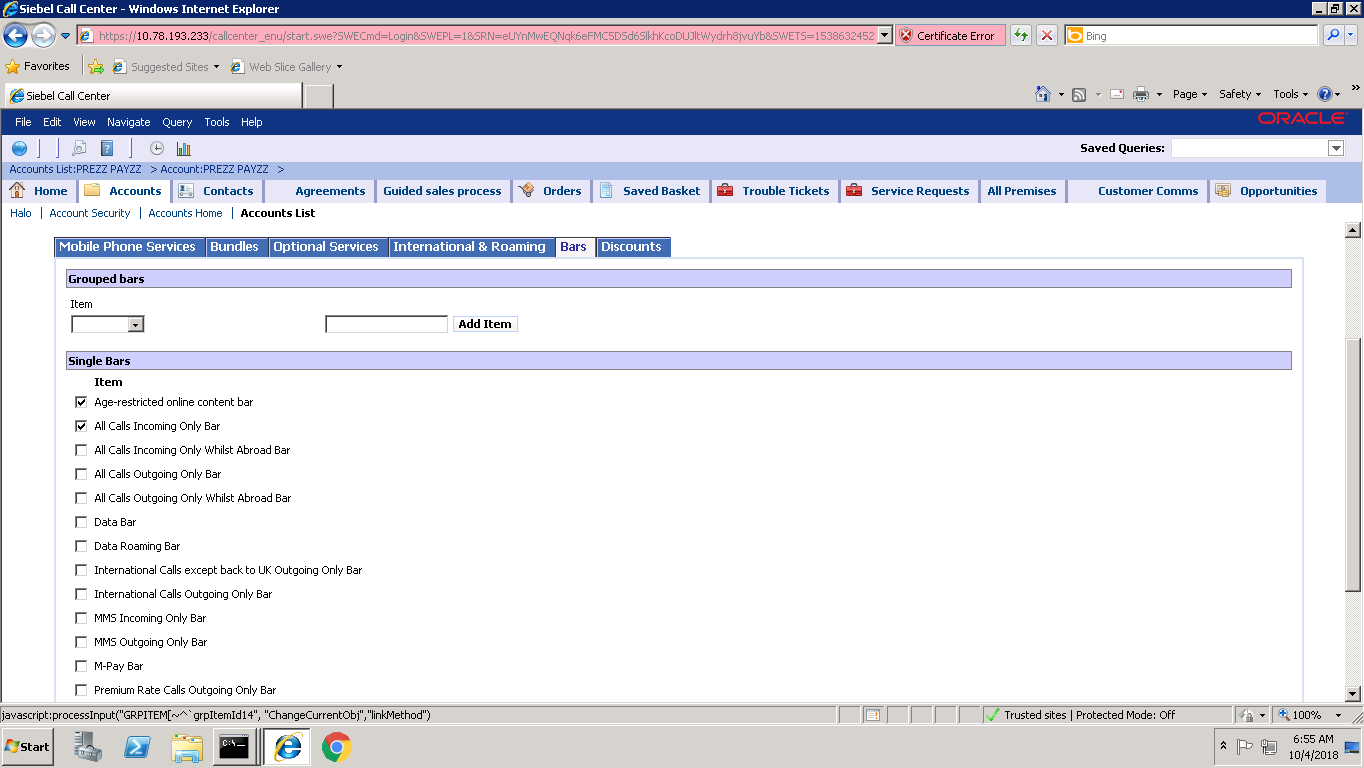 Siebel Call Center - Windows Internet Explorer
https://10.78.193.233/callcenter_enu/start.swe?SWECmd=Login&SWEPL=1&SRN= Certificate Error Bing
Favorites Suggested Sites Web Slice Gallery
Siebel Call Center Page Safety Tools »
File Edit View Navigate Query Tools Help ORACLE
Saved Queries:
Accounts List:PREZZ PAYZZ > Account:PREZZ PAYZZ >
Home Accounts Contacts Agreements Guided sales process Orders Saved Basket Trouble Tickets Service Requests All Premises Customer Comms Opportunities
Halo | Account Security | Accounts Home | Accounts List
Mobile Phone Services Bundles Optional Services International & Roaming Bars Discounts
Grouped bars
Item
Add Item
Single Bars
Item
Age-restricted online content bar
All Calls Incoming Only Bar
All Calls Incoming Only Whilst Abroad Bar
All Calls Outgoing Only Bar
All Calls Outgoing Only Whilst Abroad Bar
Data Bar
Data Roaming Bar
International Calls except back to UK Outgoing Only Bar
International Calls Outgoing Only Bar
MMS Incoming Only Bar
MMS Outgoing Only Bar
M-Pay Bar
Premium Rate Calls Outgoing Only Bar
javascript:processInput("GRPITEM[~^`grpItemId14", "ChangeCurrentObj","linkMethod") Trusted sites | Protected Mode: Off 100%
Start C:\. 6:55 AM
10/4/2018